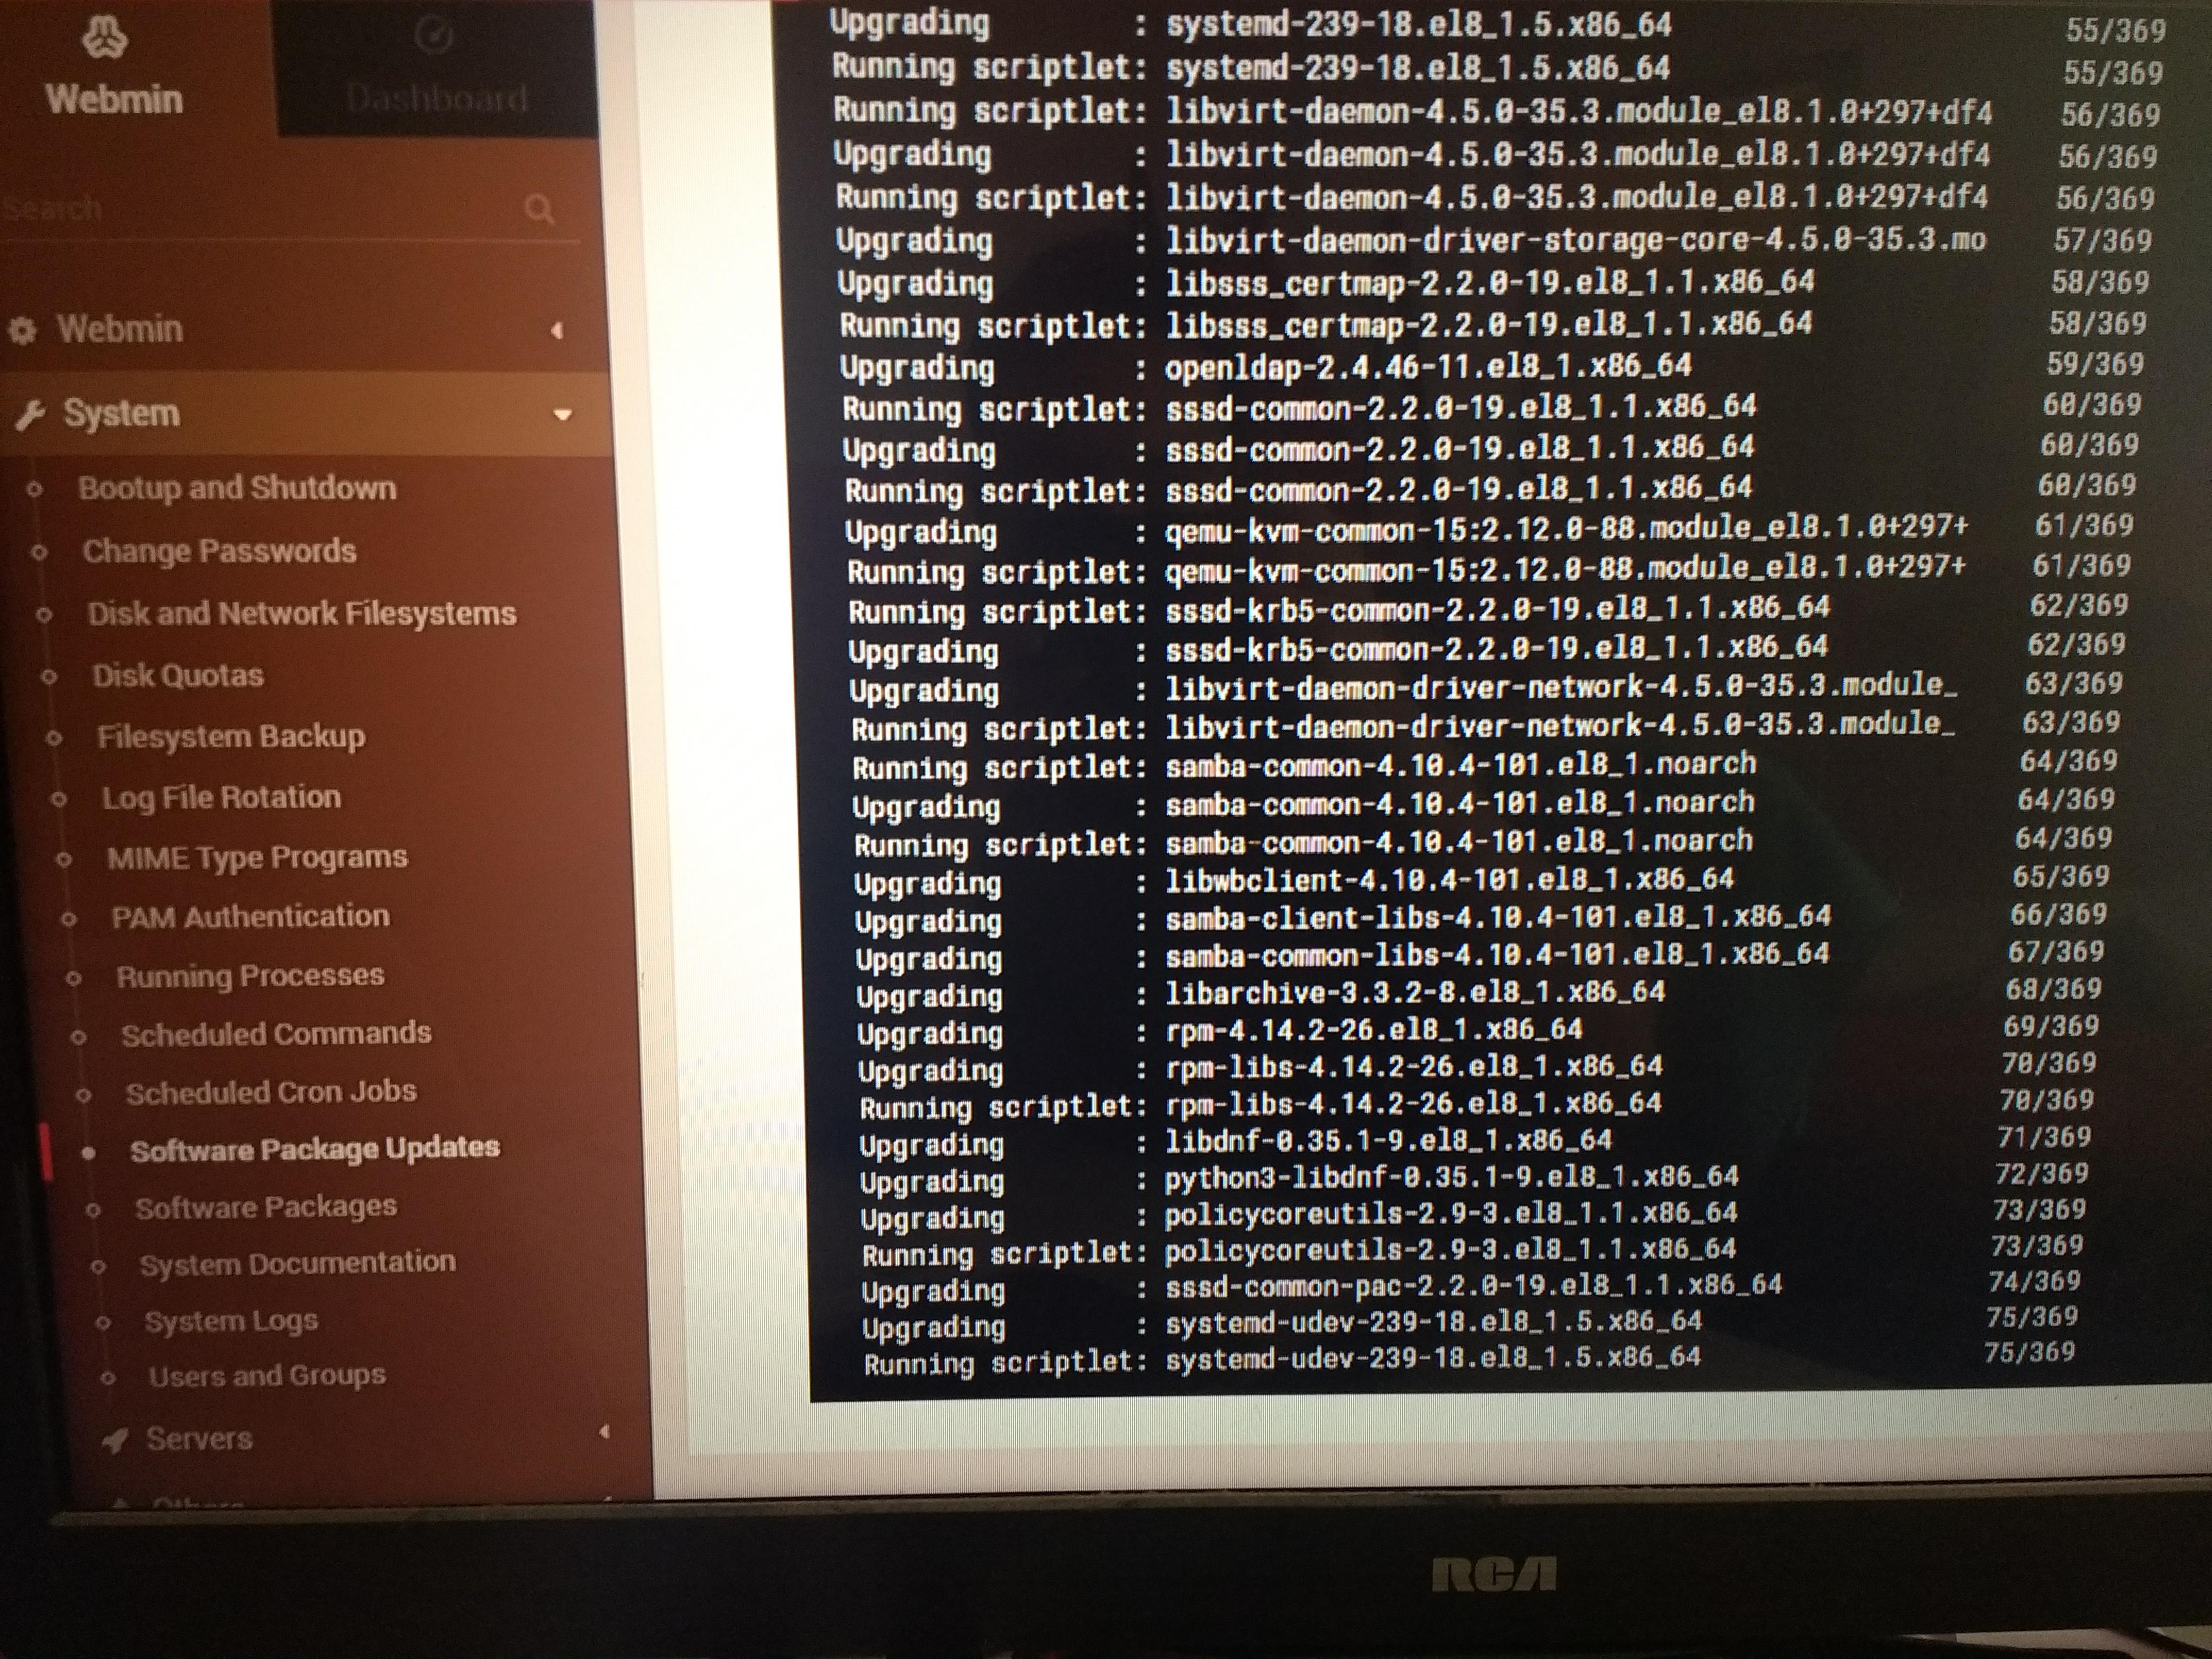 Webmin
Dashboard
Search
Webmin
System
Bootup and Shutdown
Change Passwords
Disk and Network Filesystems
Disk Quotas
Filesystem Backup
Log File Rotation
MIME Type Programs
PAM Authentication
Running Processes
Scheduled Commands
Scheduled Cron Jobs
Software Package Updates
Software Packages
System Documentation
System Logs
Users and Groups
Servers
Others
Upgrading : systemd-239-18.el8_1.5.x86_64 55/369
Running scriptlet: systemd-239-18.el8_1.5.x86_64 55/369
Running scriptlet: libvirt-daemon-4.5.0-35.3.module_el8.1.0+297+df4 56/369
Upgrading : libvirt-daemon-4.5.0-35.3.module_el8.1.0+297+df4 56/369
Running scriptlet: libvirt-daemon-4.5.0-35.3.module_el8.1.0+297+df4 56/369
Upgrading : libvirt-daemon-driver-storage-core-4.5.0-35.3.mo 57/369
Upgrading : libsss_certmap-2.2.0-19.el8_1.1.x86_64 58/369
Running scriptlet: libsss_certmap-2.2.0-19.el8_1.1.x86_64 58/369
Upgrading : openldap-2.4.46-11.el8_1.x86_64 59/369
Running scriptlet: sssd-common-2.2.0-19.el8_1.1.x86_64 60/369
Upgrading : sssd-common-2.2.0-19.el8_1.1.x86_64 60/369
Running scriptlet: sssd-common-2.2.0-19.el8_1.1.x86_64 60/369
Upgrading : qemu-kvm-common-15:2.12.0-88.module_el8.1.0+297+ 61/369
Running scriptlet: qemu-kvm-common-15:2.12.0-88.module_el8.1.0+297+ 61/369
Running scriptlet: sssd-krb5-common-2.2.0-19.el8_1.1.x86_64 62/369
Upgrading : sssd-krb5-common-2.2.0-19.el8_1.1.x86_64 62/369
Upgrading : libvirt-daemon-driver-network-4.5.0-35.3.module_ 63/369
Running scriptlet: libvirt-daemon-driver-network-4.5.0-35.3.module_ 63/369
Running scriptlet: samba-common-4.10.4-101.el8_1.noarch 64/369
Upgrading : samba-common-4.10.4-101.el8_1.noarch 64/369
Running scriptlet: samba-common-4.10.4-101.el8_1.noarch 64/369
Upgrading : libwbclient-4.10.4-101.el8_1.x86_64 65/369
Upgrading : samba-client-libs-4.10.4-101.el8_1.x86_64 66/369
Upgrading : samba-common-libs-4.10.4-101.el8_1.x86_64 67/369
Upgrading : libarchive-3.3.2-8.el8_1.x86_64 68/369
Upgrading : rpm-4.14.2-26.el8_1.x86_64 69/369
Upgrading : rpm-libs-4.14.2-26.el8_1.x86_64 70/369
Running scriptlet: rpm-libs-4.14.2-26.el8_1.x86_64 70/369
Upgrading : libdnf-0.35.1-9.el8_1.x86_64 71/369
Upgrading : python3-libdnf-0.35.1-9.el8_1.x86_64 72/369
Upgrading : policycoreutils-2.9-3.el8_1.1.x86_64 73/369
Running scriptlet: policycoreutils-2.9-3.el8_1.1.x86_64 73/369
Upgrading : sssd-common-pac-2.2.0-19.el8_1.1.x86_64 74/369
Upgrading : systemd-udev-239-18.el8_1.5.x86_64 75/369
Running scriptlet: systemd-udev-239-18.el8_1.5.x86_64 75/369
RCA